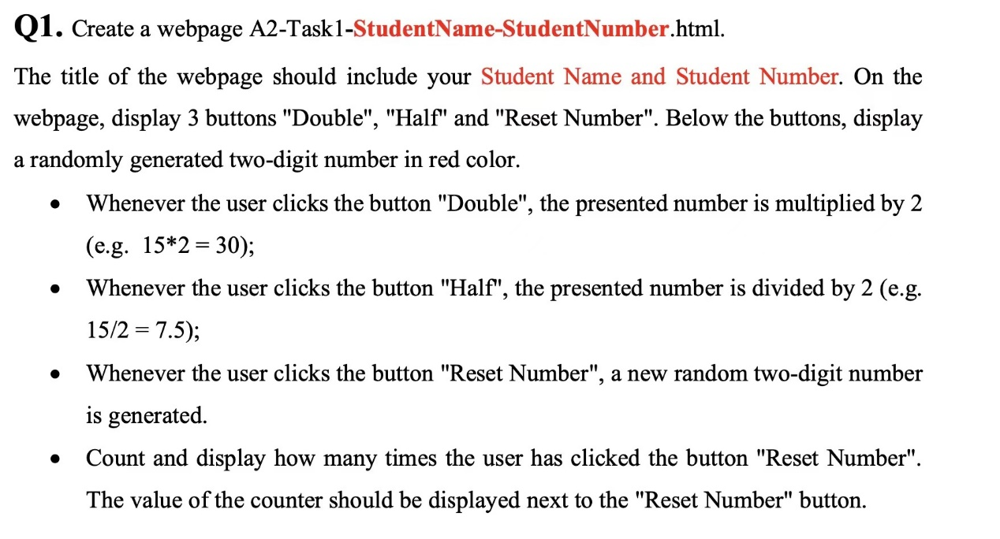 Q1. Create a webpage A2-Task1-StudentName-StudentNumber.html.
The title of the webpage should include your Student Name and Student Number. On the
webpage, display 3 buttons "Double", "Half" and "Reset Number". Below the buttons, display
a randomly generated two-digit number in red color.
• Whenever the user clicks the button "Double", the presented number is multiplied by 2
(e.g. 15*2 = 30);
• Whenever the user clicks the button "Half", the presented number is divided by 2 (e.g.
15/2 = 7.5);
• Whenever the user clicks the button "Reset Number", a new random two-digit number
is generated.
• Count and display how many times the user has clicked the button "Reset Number".
The value of the counter should be displayed next to the "Reset Number" button.